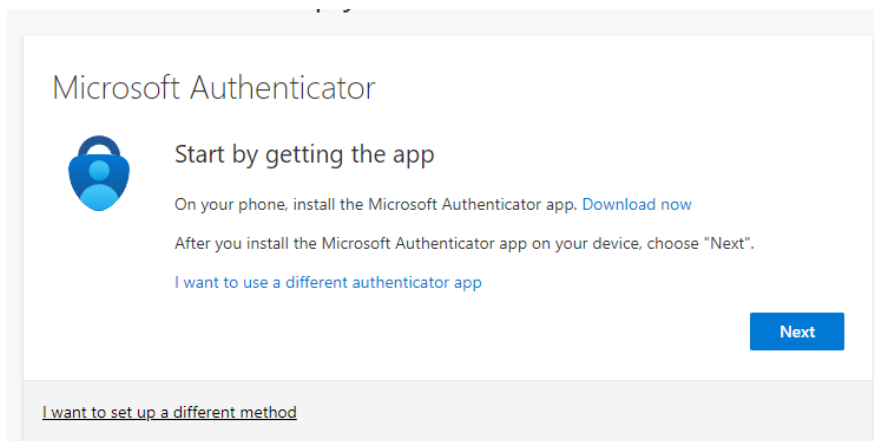 Microsoft Authenticator
Start by getting the app
On your phone, install the Microsoft Authenticator app. Download now
After you install the Microsoft Authenticator app on your device, choose "Next".
I want to use a different authenticator app
Next
I want to set up a different method